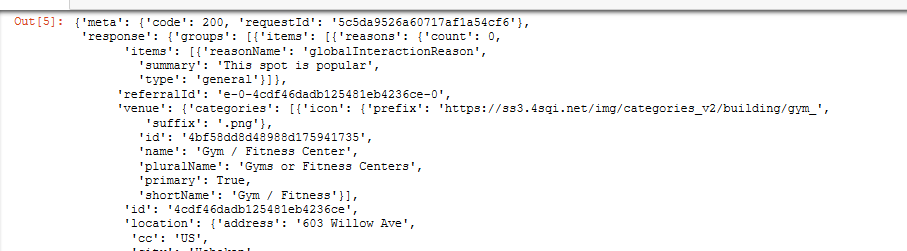 Out[5]: {'meta': {'code': 200, 'requestId': '5c5da9526a60717af1a54cf6'},
'response': {'groups': [{'items': [{'reasons': {'count': 0,
'items': [{'reasonName': 'globalInteractionReason',
'summary': 'This spot is popular',
'type': 'general'}]},
'referralId': 'e-0-4cdf46dadb125481eb4236ce-0',
'venue': {'categories': [{'icon': {'prefix': 'https://ss3.4sqi.net/img/categories_v2/building/gym_',
'suffix': '.png'},
'id': '4bf58dd8d48988d175941735',
'name': 'Gym / Fitness Center',
'pluralName': 'Gyms or Fitness Centers',
'primary': True,
'shortName': 'Gym / Fitness'}],
'id': '4cdf46dadb125481eb4236ce',
'location': {'address': '603 Willow Ave',
'cc': 'US',